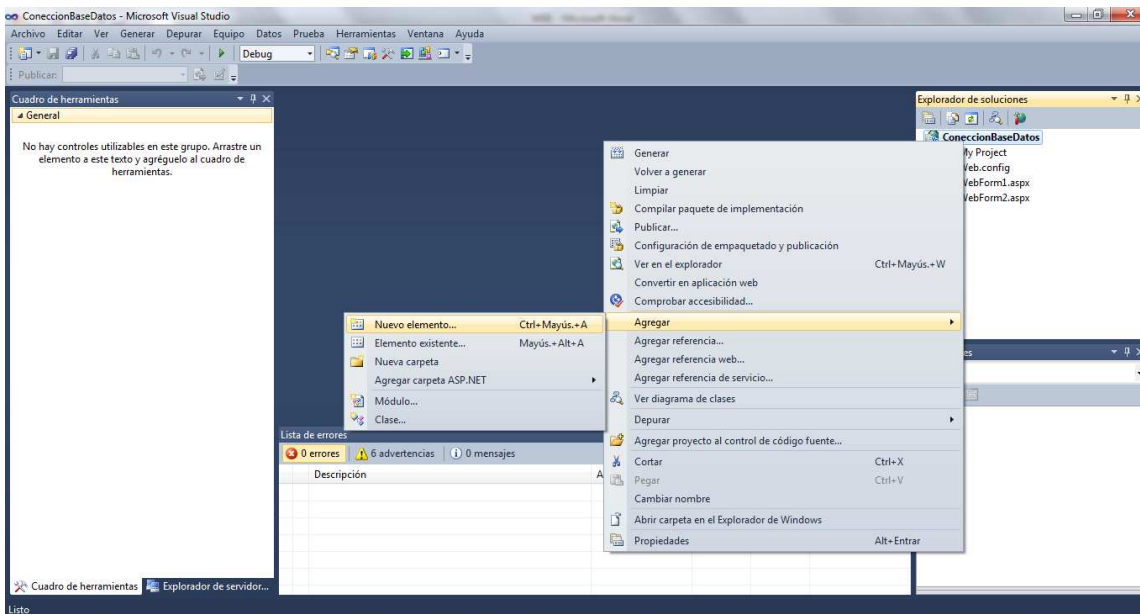 ConeccionBaseDatos - Microsoft Visual Studio
Archivo Editar Ver Generar Depurar Equipo Datos Prueba Herramientas Ventana Ayuda
Debug
Publicar:
Cuadro de herramientas
General
No hay controles utilizables en este grupo. Arrastre un
elemento a este texto y agréguelo al cuadro de
herramientas.
Explorador de soluciones
ConeccionBaseDatos
My Project
Web.config
WebForm1.aspx
WebForm2.aspx
Generar
Volver a generar
Limpiar
Compilar paquete de implementación
Publicar...
Configuración de empaquetado y publicación
Ver en el explorador Ctrl+Mayús.+W
Convertir en aplicación web
Comprobar accesibilidad...
Agregar
Agregar referencia...
Agregar referencia web...
Agregar referencia de servicio...
Ver diagrama de clases
Depurar
Agregar proyecto al control de código fuente...
Cortar Ctrl+X
Pegar Ctrl+V
Cambiar nombre
Abrir carpeta en el Explorador de Windows
Propiedades Alt+Entrar
Nuevo elemento... Ctrl+Mayús.+A
Elemento existente... Mayús.+Alt+A
Nueva carpeta
Agregar carpeta ASP.NET
Módulo...
Clase...
es
Lista de errores
0 errores 6 advertencias 0 mensajes
Descripción A
Cuadro de herramientas Explorador de servidor...
Listo